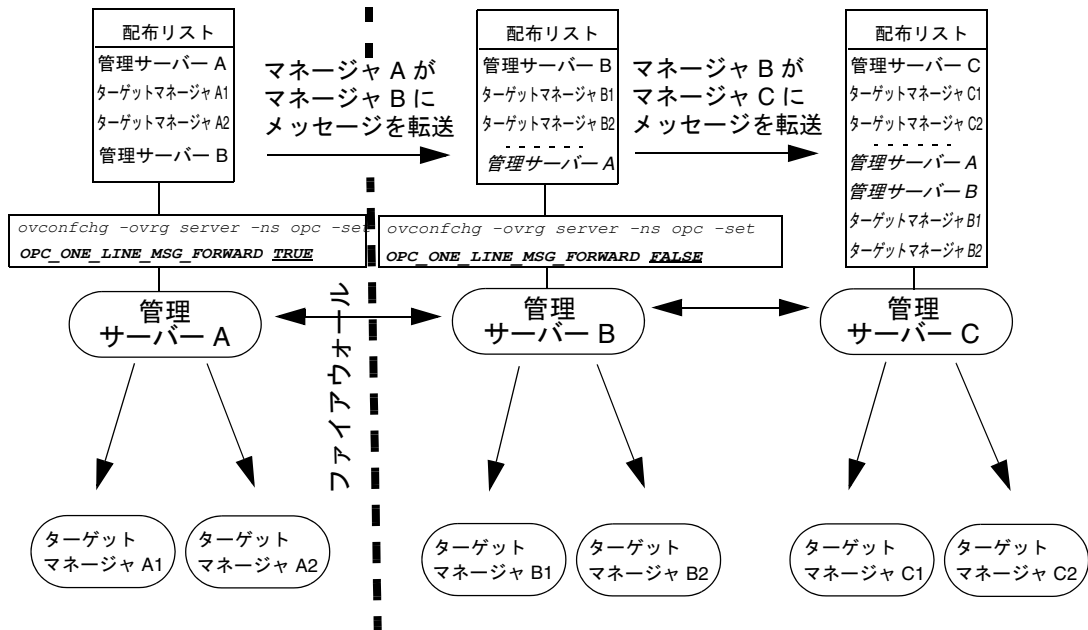 配布リスト
管理サーバー A
ターゲットマネージャ A1
ターゲットマネージャ A2
管理サーバー B
マネージャ A が
マネージャ B に
メッセージを転送
配布リスト
管理サーバー B
ターゲットマネージャ B1
ターゲットマネージャ B2
管理サーバー A
マネージャ B が
マネージャ C に
メッセージを転送
配布リスト
管理サーバー C
ターゲットマネージャ C1
ターゲットマネージャ C2
管理サーバー A
管理サーバー B
ターゲットマネージャ B1
ターゲットマネージャ B2
ovconfchg -ovrg server -ns opc -set
OPC_ONE_LINE_MSG_FORWARD TRUE
ovconfchg -ovrg server -ns opc -set
OPC_ONE_LINE_MSG_FORWARD FALSE
管理
サーバー A
ファイアウォール
管理
サーバー B
管理
サーバー C
ターゲット
マネージャ A1
ターゲット
マネージャ A2
ターゲット
マネージャ B1
ターゲット
マネージャ B2
ターゲット
マネージャ C1
ターゲット
マネージャ C2